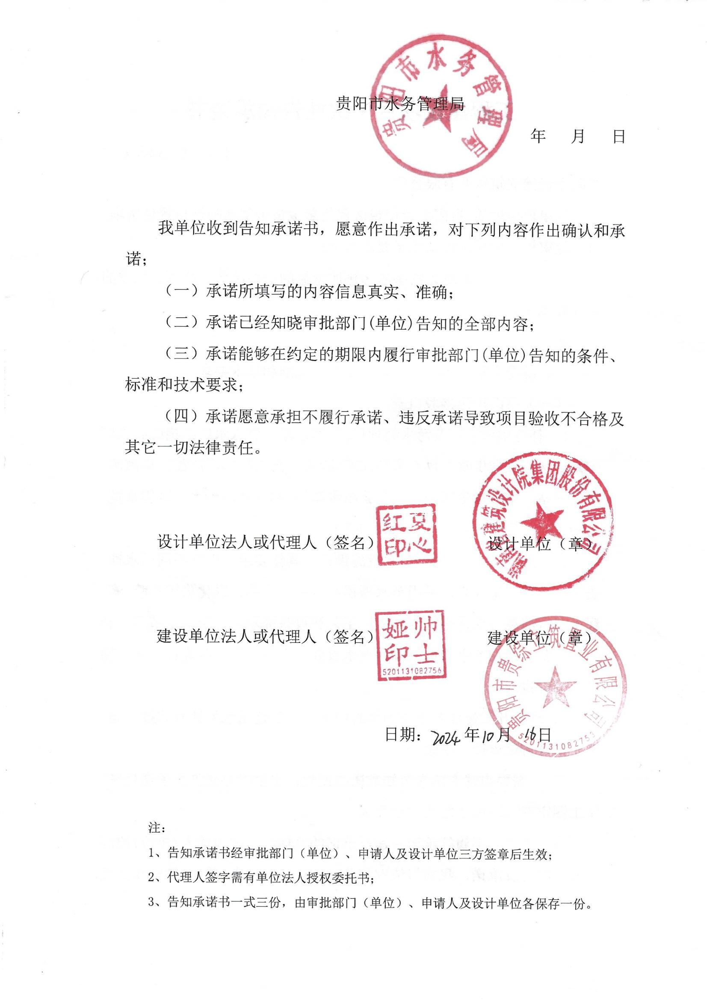 贵阳市水务管理局
贵阳市水务管理局
年 月 日
我单位收到告知承诺书，愿意作出承诺，对下列内容作出确认和承
诺；
（一）承诺所填写的内容信息真实、准确；
（二）承诺已经知晓审批部门(单位)告知的全部内容；
（三）承诺能够在约定的期限内履行审批部门(单位)告知的条件、
标准和技术要求；
（四）承诺愿意承担不履行承诺、违反承诺导致项目验收不合格及
其它一切法律责任。
建筑设计院集团股份有限公司
设计单位法人或代理人（签名）
夏心红印
设计单位（章）
建设单位法人或代理人（签名）
帅士娅印
5201131082756
建设单位（章）
贵阳市贵综立筑置业有限公司
5201131082753
日期：2024年10月16日
注：
1、告知承诺书经审批部门（单位）、申请人及设计单位三方签章后生效；
2、代理人签字需有单位法人授权委托书；
3、告知承诺书一式三份，由审批部门（单位）、申请人及设计单位各保存一份。